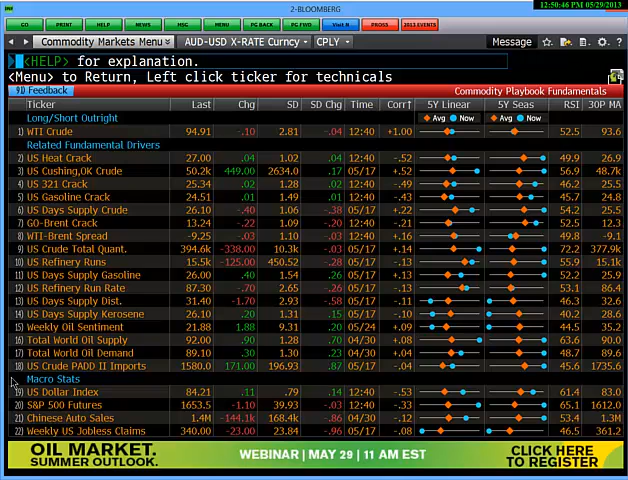 12:50:46 PM 05/29/2013
2-BLOOMBERG
GO PRINT HELP NEWS MSG MENU PG BACK PG FWD Visit N PROSS 2013 EVENTS
Commodity Markets Menu AUD-USD X-RATE Curncy CPLY Message
<HELP> for explanation.
<Menu> to Return, Left click ticker for technicals
90) Feedback Commodity Playbook Fundamentals
Ticker Last Chg SD SD Chg Time Corr↑ 5Y Linear 5Y Seas RSI 30P MA
Long/Short Outright Avg Now Avg Now
1) WTI Crude 94.91 -.10 2.81 -.04 12:40 +1.00 52.5 93.6
Related Fundamental Drivers
2) US Heat Crack 27.00 .04 1.02 .04 12:40 -.52 49.9 26.9
3) US Cushing,OK Crude 50.2k 449.00 2634.0 .17 05/17 +.52 56.9 48.7k
4) US 321 Crack 25.34 .02 1.28 .02 12:40 -.49 46.2 25.5
5) US Gasoline Crack 24.51 .01 1.49 .01 12:40 -.43 45.7 24.8
6) US Days Supply Crude 26.10 -.40 1.06 -.38 05/17 +.22 54.2 25.5
7) GO-Brent Crack 13.24 -.22 1.09 -.20 12:40 -.21 52.5 12.3
8) WTI-Brent Spread -9.25 -.03 1.10 -.03 12:40 +.16 49.8 -9.1
9) US Crude Total Quant. 394.6k -338.00 10.3k -.03 05/17 +.14 72.2 377.9k
10) US Refinery Runs 15.5k -125.00 450.52 -.28 05/17 -.13 55.9 15.1k
11) US Days Supply Gasoline 26.00 .40 1.54 .26 05/17 +.13 52.2 25.9
12) US Refinery Run Rate 87.30 -.70 2.65 -.26 05/17 -.13 53.1 86.4
13) US Days Supply Dist. 31.40 -1.70 2.93 -.58 05/17 -.11 46.3 32.6
14) US Days Supply Kerosene 26.10 .20 1.31 .15 05/17 -.10 40.2 28.6
15) Weekly Oil Sentiment 21.88 1.88 9.31 .20 05/24 +.09 44.5 35.2
16) Total World Oil Supply 92.00 .90 1.28 .70 04/30 +.08 63.6 90.0
17) Total World Oil Demand 89.10 .30 1.30 .23 04/30 +.04 48.7 89.6
18) US Crude PADD II Imports 1580.0 171.00 196.93 .87 05/17 -.04 45.6 1735.6
Macro Stats
19) US Dollar Index 84.21 .11 .79 .14 12:40 -.53 61.4 83.0
20) S&P 500 Futures 1653.5 -1.10 39.93 -.03 12:40 -.33 65.1 1612.0
21) Chinese Auto Sales 1.4M -144.1k 168.4k -.86 04/30 -.12 53.4 1.3M
22) Weekly US Jobless Claims 340.00 -23.00 23.84 -.96 05/17 -.08 46.5 361.2
OIL MARKET. WEBINAR | MAY 29 | 11 AM EST CLICK HERE
SUMMER OUTLOOK. TO REGISTER